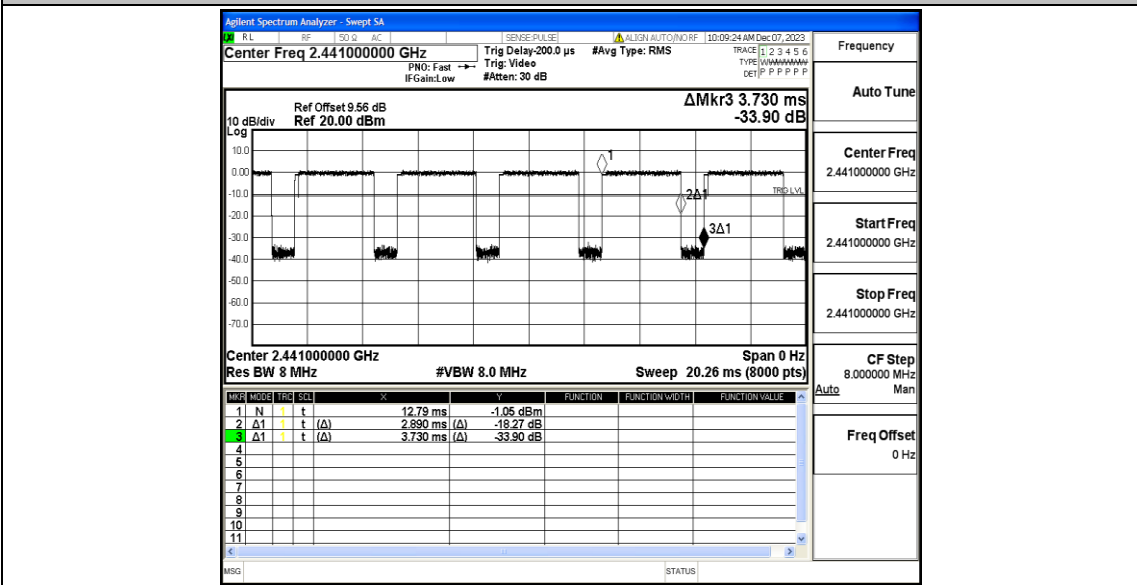 Agilent Spectrum Analyzer - Swept SA
RL RF 50 Ω AC SENSE:PULSE ALIGN AUTO/NO RF 10:09:24 AM Dec 07, 2023
Center Freq 2.441000000 GHz
PNO: Fast
IFGain:Low
Trig Delay-200.0 µs
Trig: Video
#Atten: 30 dB
#Avg Type: RMS
TRACE 1 2 3 4 5 6
TYPE
DET P P P P P P
Frequency
Auto Tune
Center Freq
2.441000000 GHz
Start Freq
2.441000000 GHz
Stop Freq
2.441000000 GHz
CF Step
8.000000 MHz
Auto Man
Freq Offset
0 Hz
ΔMkr3 3.730 ms
-33.90 dB
Ref Offset 9.56 dB
10 dB/div Ref 20.00 dBm
Log
10.0
0.00
-10.0
-20.0
-30.0
-40.0
-50.0
-60.0
-70.0
1
2Δ1
TRIG LVL
3Δ1
Center 2.441000000 GHz Span 0 Hz
Res BW 8 MHz #VBW 8.0 MHz Sweep 20.26 ms (8000 pts)
MKR MODE TRC SCL X Y FUNCTION FUNCTION WIDTH FUNCTION VALUE
1 N 1 t 12.79 ms -1.05 dBm
2 Δ1 1 t (Δ) 2.890 ms (Δ) -18.27 dB
3 Δ1 1 t (Δ) 3.730 ms (Δ) -33.90 dB
4
5
6
7
8
9
10
11
MSG STATUS